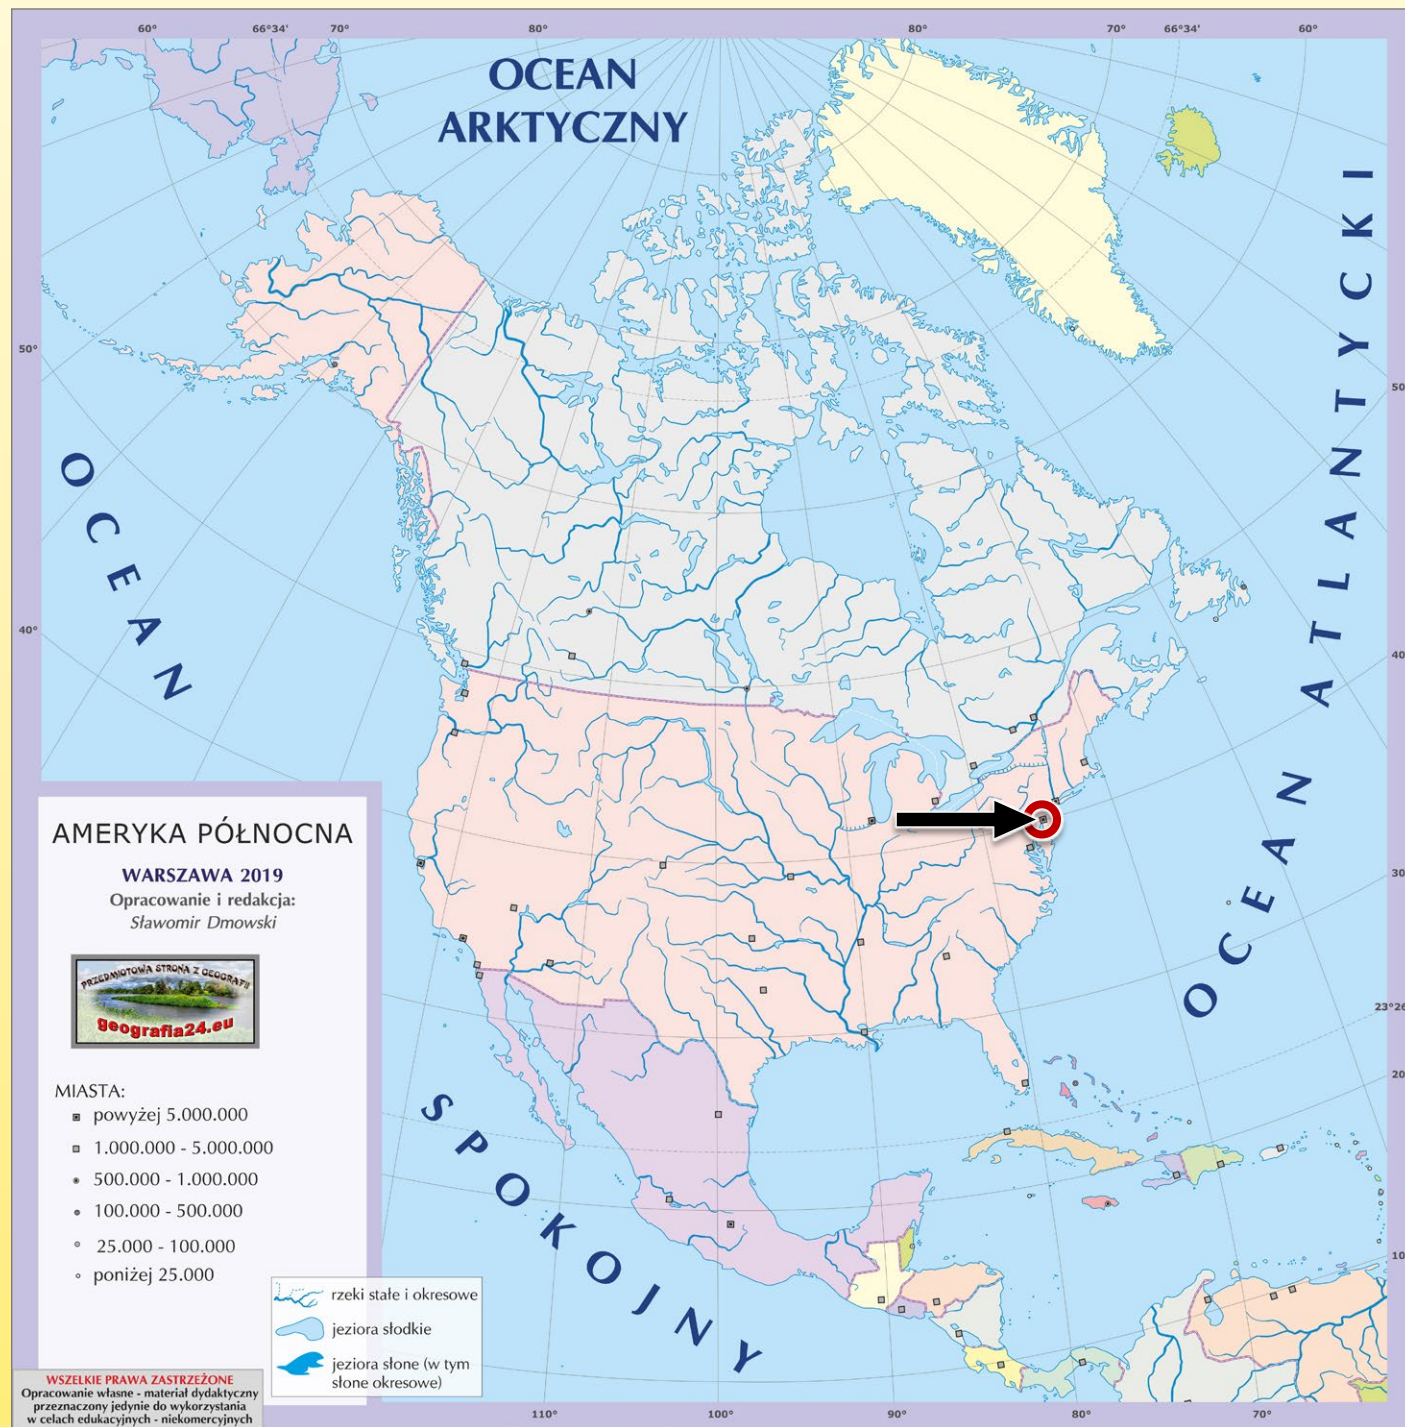 60° 66°34' 70° 80° 80° 70° 66°34' 60°
OCEAN
ARKTYCZNY
OCEAN ATLANTYCKI
50°
50
OCEAN
40°
40
30
23°26
20
10
SPOKOJNY
AMERYKA PÓŁNOCNA
WARSZAWA 2019
Opracowanie i redakcja:
Sławomir Dmowski
PRZEDMIOTOWA STRONA Z GEOGRAFII
geografia24.eu
MIASTA:
powyżej 5.000.000
1.000.000 - 5.000.000
500.000 - 1.000.000
100.000 - 500.000
25.000 - 100.000
poniżej 25.000
rzeki stałe i okresowe
jeziora słodkie
jeziora słone (w tym
słone okresowe)
WSZELKIE PRAWA ZASTRZEŻONE
Opracowanie własne - materiał dydaktyczny
przeznaczony jedynie do wykorzystania
w celach edukacyjnych - niekomercyjnych
110° 100° 90° 80° 70°